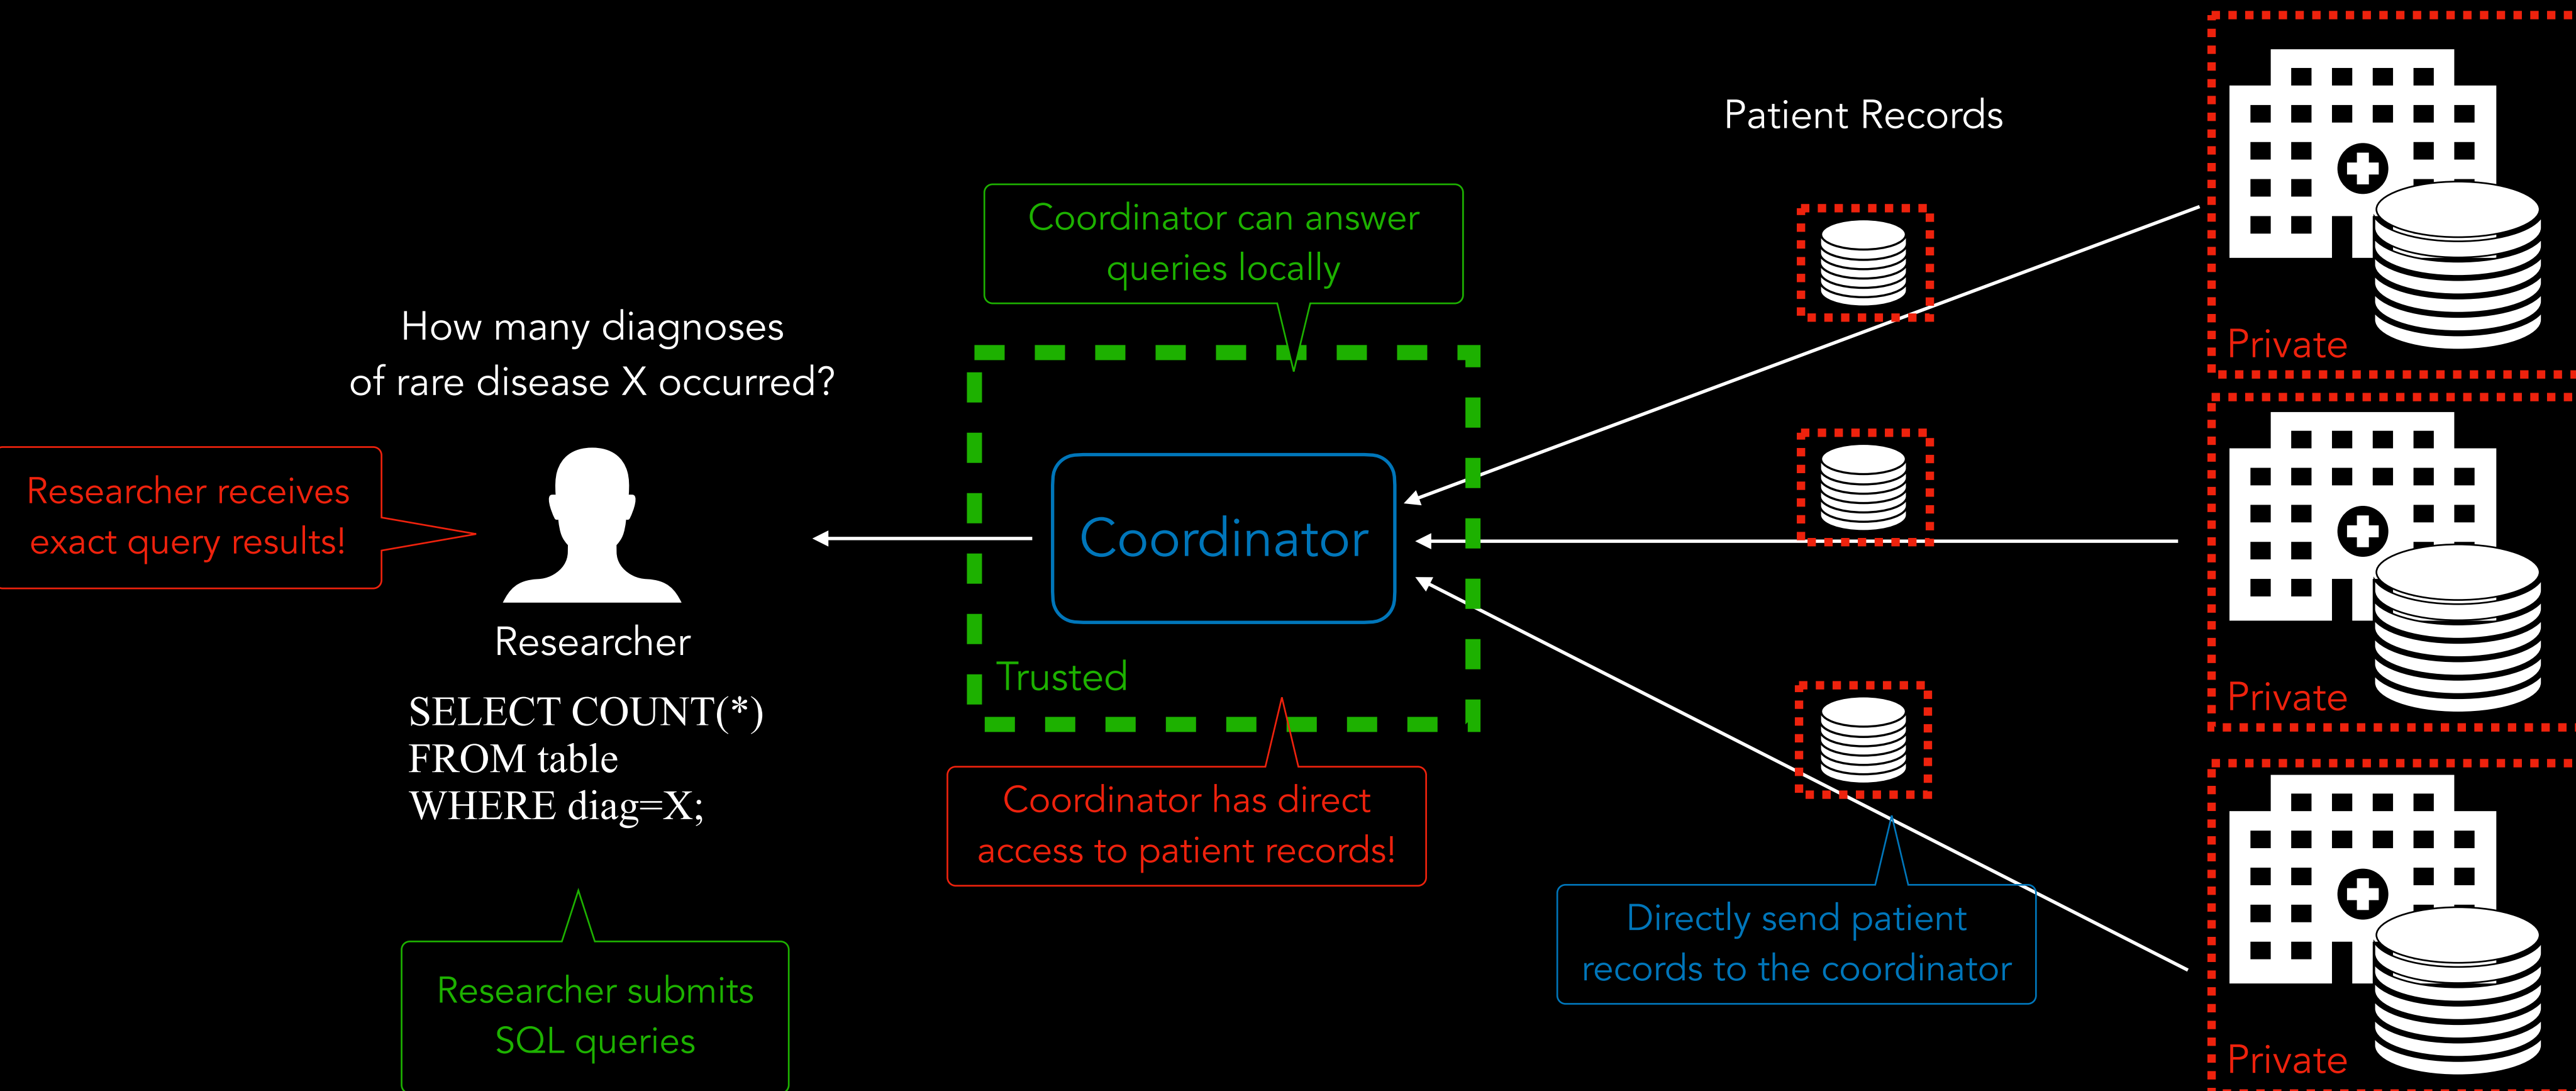 Patient Records
Coordinator can answer
queries locally
How many diagnoses
of rare disease X occurred?
Researcher receives
exact query results!
Researcher
SELECT COUNT(*)
FROM table
WHERE diag=X;
Researcher submits
SQL queries
Coordinator
Trusted
Coordinator has direct
access to patient records!
Directly send patient
records to the coordinator
Private
Private
Private